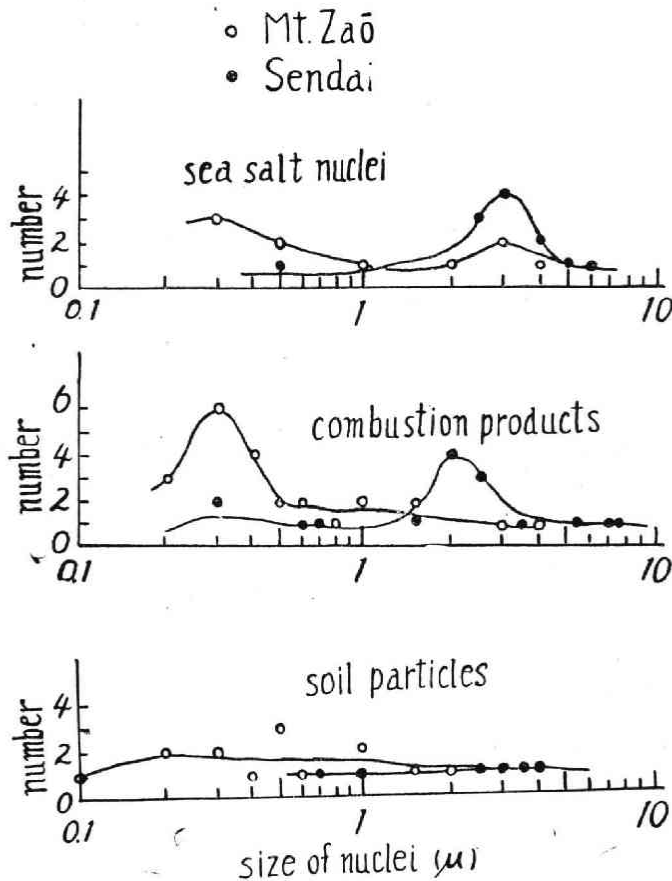 Mt. Zaō
Sendai
sea salt nuclei
number
4
2
0
0.1 1 10
combustion products
number
6
4
2
0
0.1 1 10
soil particles
number
4
2
0
0.1 1 10
size of nuclei (μ)